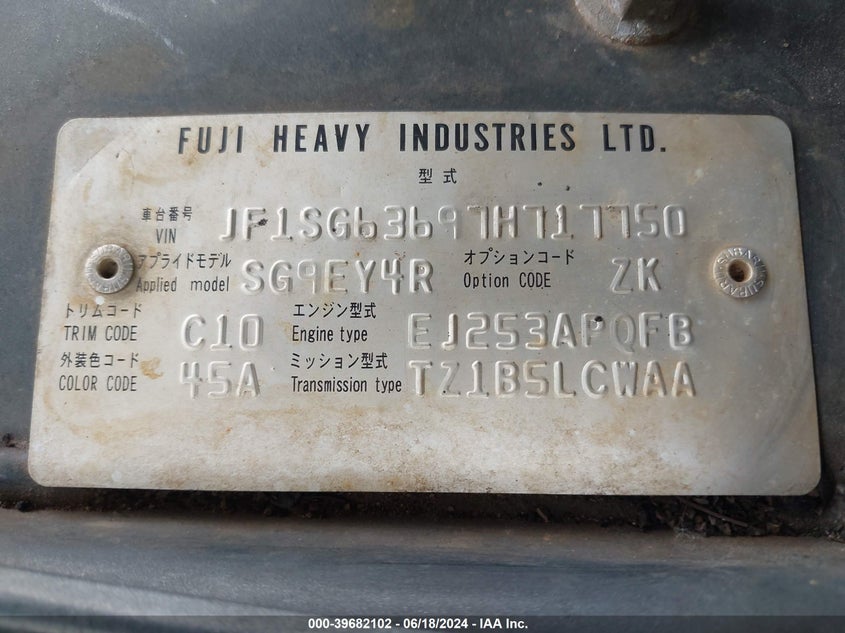 FUJI HEAVY INDUSTRIES LTD.
型式
車台番号
VIN JF1SG63697H717750
アプライドモデル オプションコード
Applied model SG9EY4R Option CODE ZK
トリムコード エンジン型式
TRIM CODE C10 Engine type EJ253APQFB
外装色コード ミッション型式
COLOR CODE 45A Transmission type TZ1B5LCWAA
SUBARU
000-39682102 - 06/18/2024 - IAA Inc.